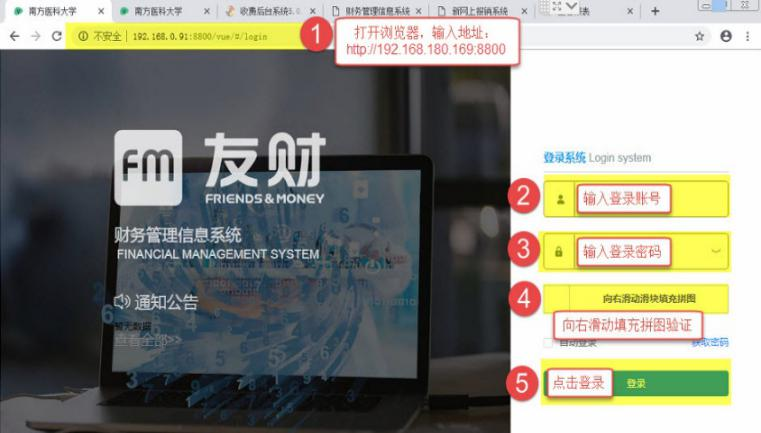 南方医科大学
南方医科大学
收费后台系统3.0.
财务管理信息系统
新网上报销系统
表
不安全 | 192.168.0.91:8800/vue/#/login
1
打开浏览器，输入地址：
http://192.168.180.169:8800
fm
友财
FRIENDS & MONEY
财务管理信息系统
FINANCIAL MANAGEMENT SYSTEM
通知公告
暂无数据
查看全部>>
登录系统 Login system
2
输入登录账号
3
输入登录密码
4
向右滑动滑块填充拼图
向右滑动填充拼图验证
自动登录
获取密码
5
点击登录
登录